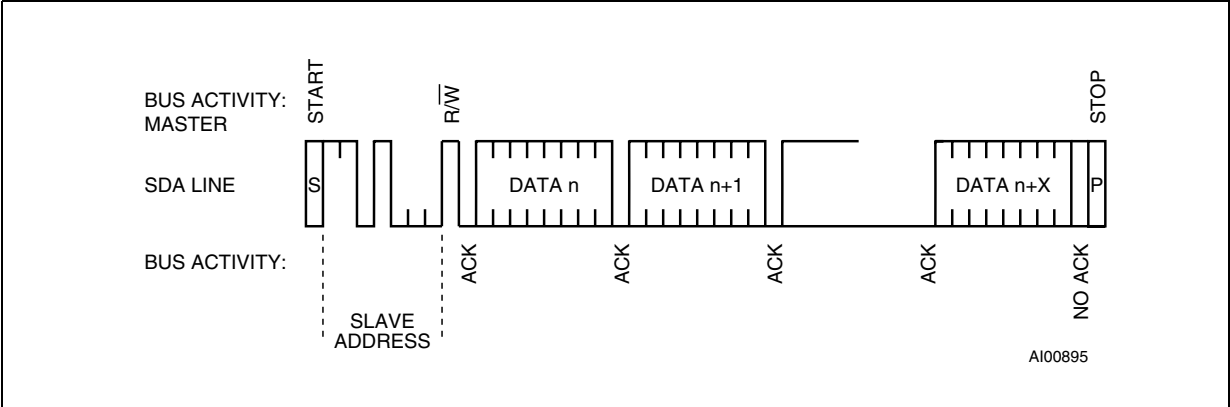 START
R/W
STOP
BUS ACTIVITY:
MASTER
SDA LINE
S
DATA n
DATA n+1
DATA n+X
P
BUS ACTIVITY:
ACK
ACK
ACK
ACK
NO ACK
SLAVE
ADDRESS
AI00895